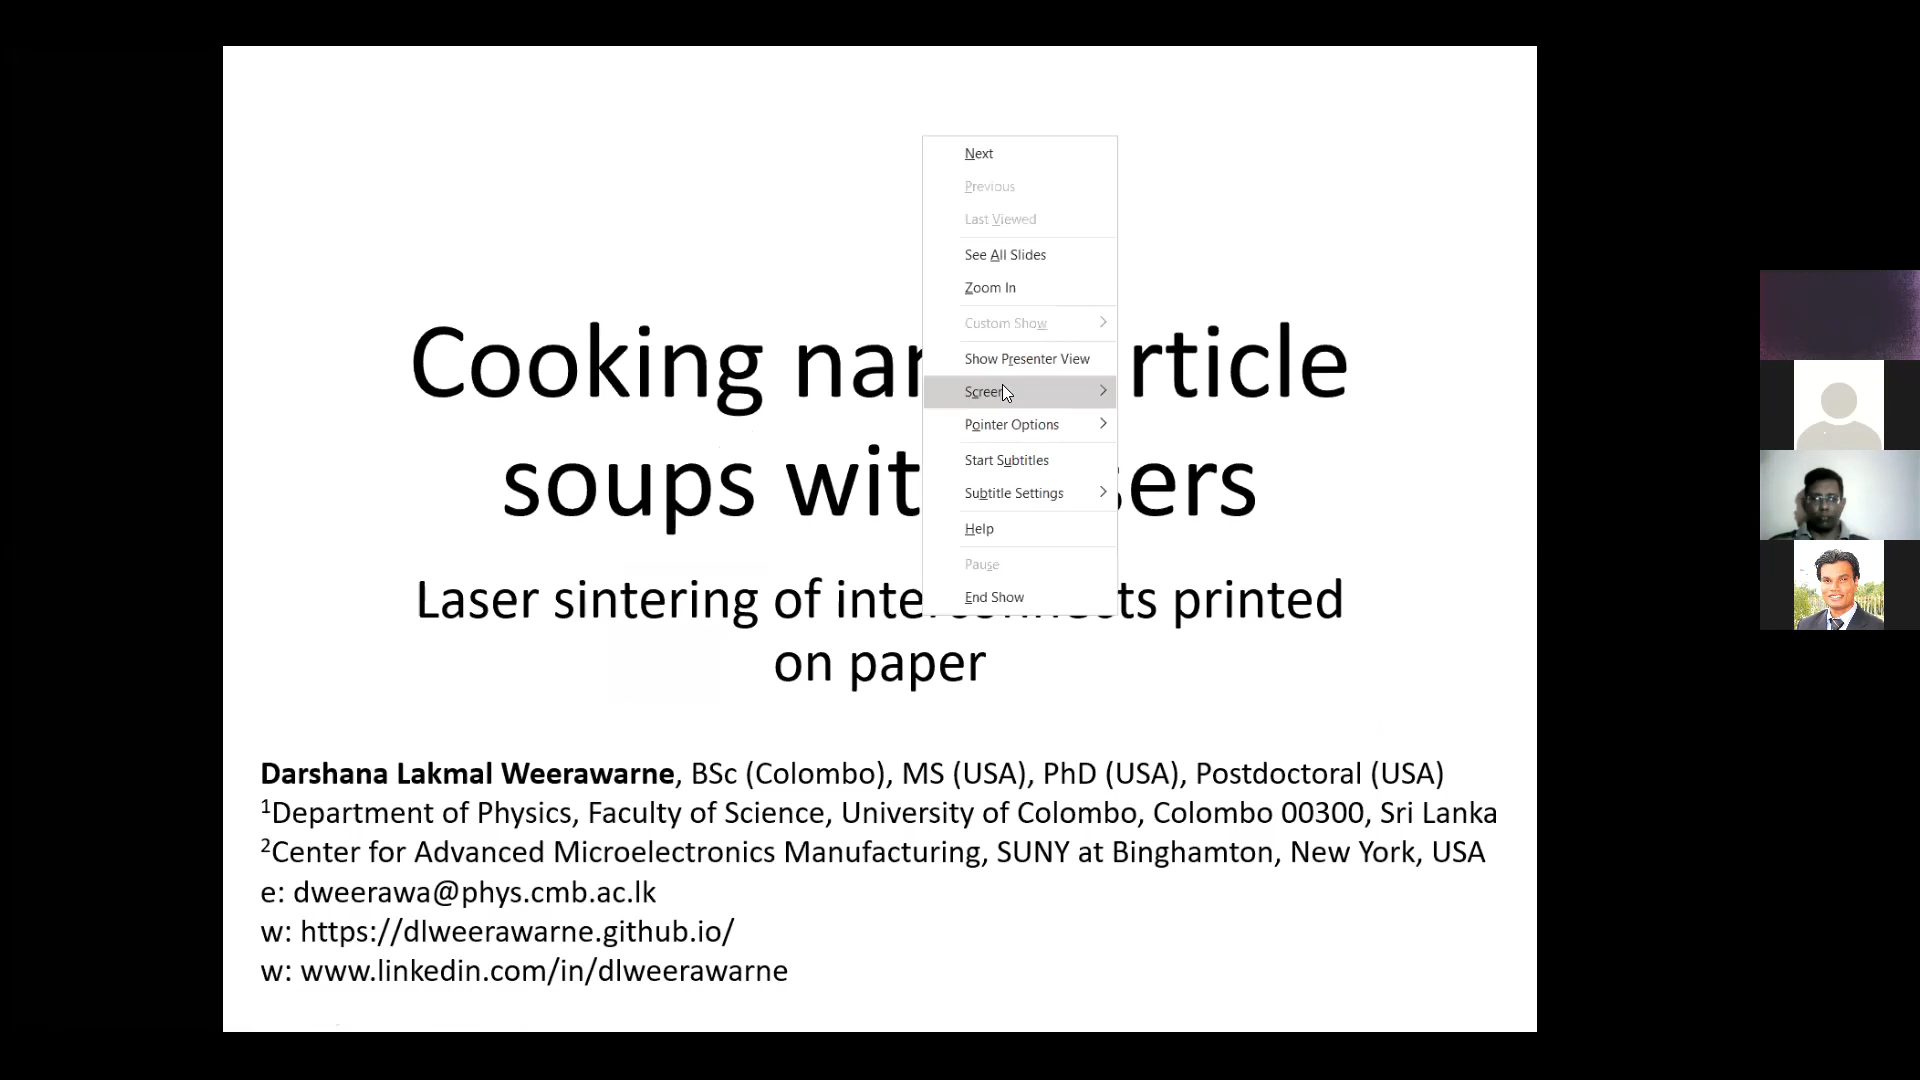 Next
Previous
Last Viewed
See All Slides
Zoom In
Custom Show
Show Presenter View
Screen
Pointer Options
Start Subtitles
Subtitle Settings
Help
Pause
End Show
Cooking rticle
soups ers
Laser sintering of interconnects printed
on paper
Darshana Lakmal Weerawarne, BSc (Colombo), MS (USA), PhD (USA), Postdoctoral (USA)
¹Department of Physics, Faculty of Science, University of Colombo, Colombo 00300, Sri Lanka
²Center for Advanced Microelectronics Manufacturing, SUNY at Binghamton, New York, USA
e: dweerawa@phys.cmb.ac.lk
w: https://dlweerawarne.github.io/
w: www.linkedin.com/in/dlweerawarne